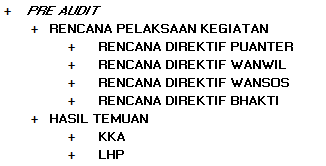 + PRE AUDIT
+ RENCANA PELAKSAAN KEGIATAN
+ RENCANA DIREKTIF PUANTER
+ RENCANA DIREKTIF WANWIL
+ RENCANA DIREKTIF WANSOS
+ RENCANA DIREKTIF BHAKTI
+ HASIL TEMUAN
+ KKA
+ LHP